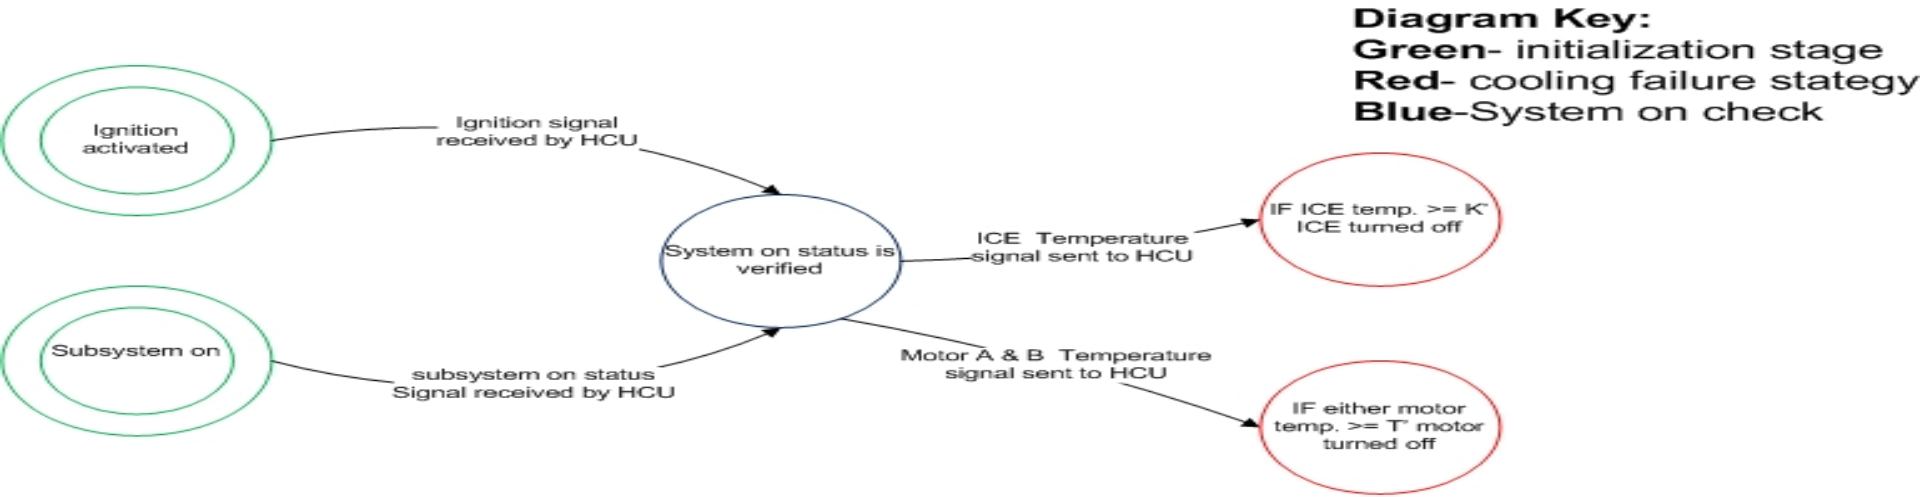 Diagram Key:
Green- initialization stage
Red- cooling failure stategy
Blue-System on check
Ignition
activated
Ignition signal
received by HCU
System on status is
verified
ICE Temperature
signal sent to HCU
IF ICE temp. >= K°
ICE turned off
Subsystem on
subsystem on status
Signal received by HCU
Motor A & B Temperature
signal sent to HCU
IF either motor
temp. >= T° motor
turned off